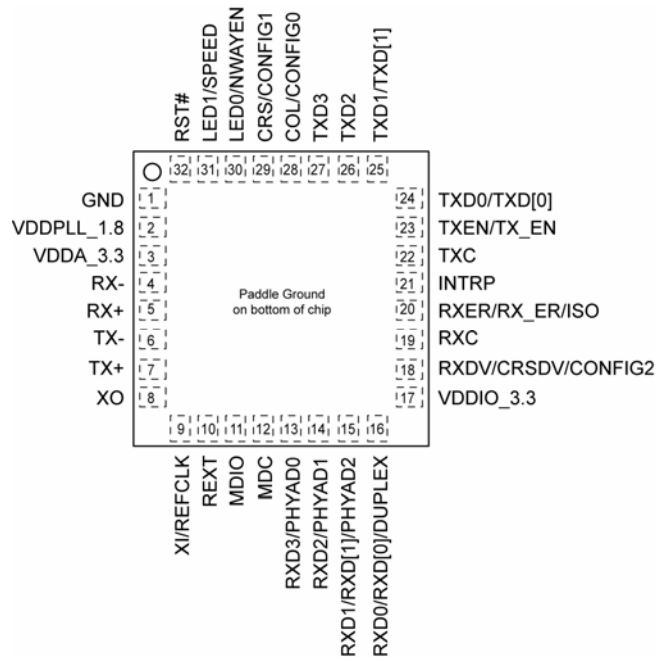 RST#
LED1/SPEED
LED0/NWAYEN
CRS/CONFIG1
COL/CONFIG0
TXD3
TXD2
TXD1/TXD[1]
32
31
30
29
28
27
26
25
GND 1
VDDPLL_1.8 2
VDDA_3.3 3
RX- 4
RX+ 5
TX- 6
TX+ 7
XO 8
Paddle Ground
on bottom of chip
24 TXD0/TXD[0]
23 TXEN/TX_EN
22 TXC
21 INTRP
20 RXER/RX_ER/ISO
19 RXC
18 RXDV/CRSDV/CONFIG2
17 VDDIO_3.3
9
10
11
12
13
14
15
16
XI/REFCLK
REXT
MDIO
MDC
RXD3/PHYAD0
RXD2/PHYAD1
RXD1/RXD[1]/PHYAD2
RXD0/RXD[0]/DUPLEX